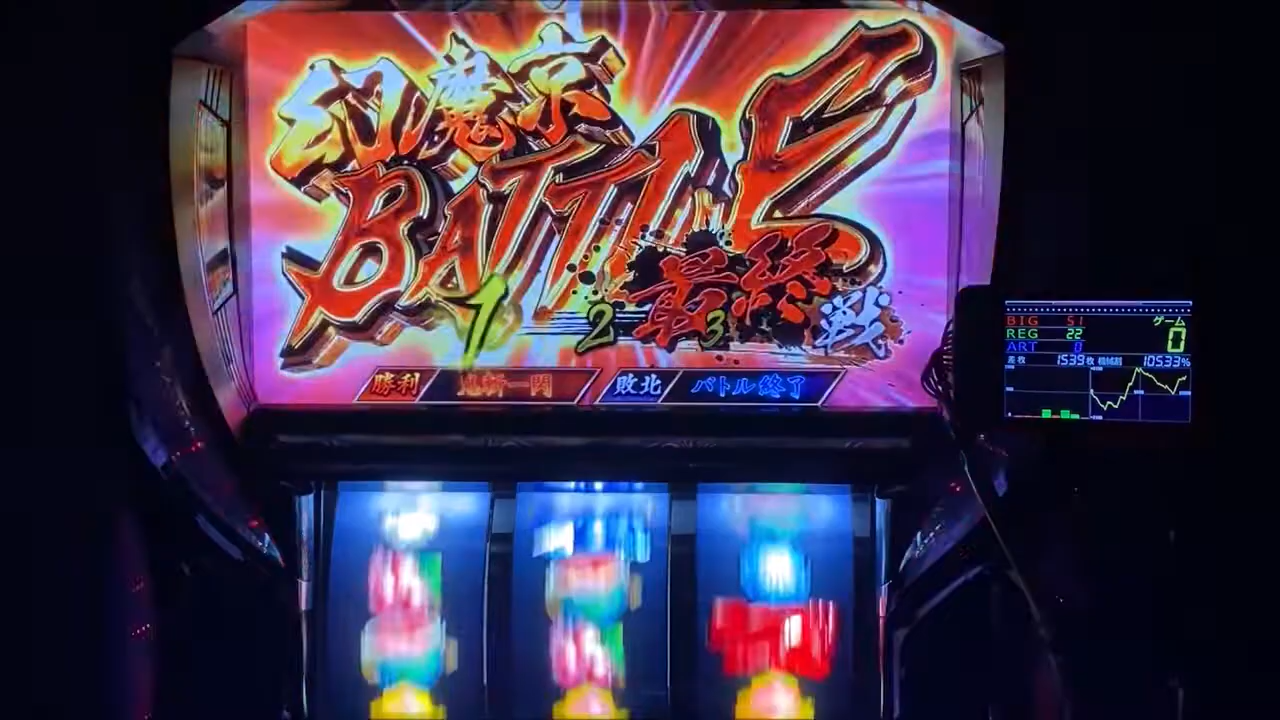 幻魔京
BATTLE
最終戦
1 2 3
勝利 鬼斬一閃 敗北 バトル終了
BIG 51 ゲーム
REG 22 0
ART 0
差枚 1539枚 機械割 105.33%